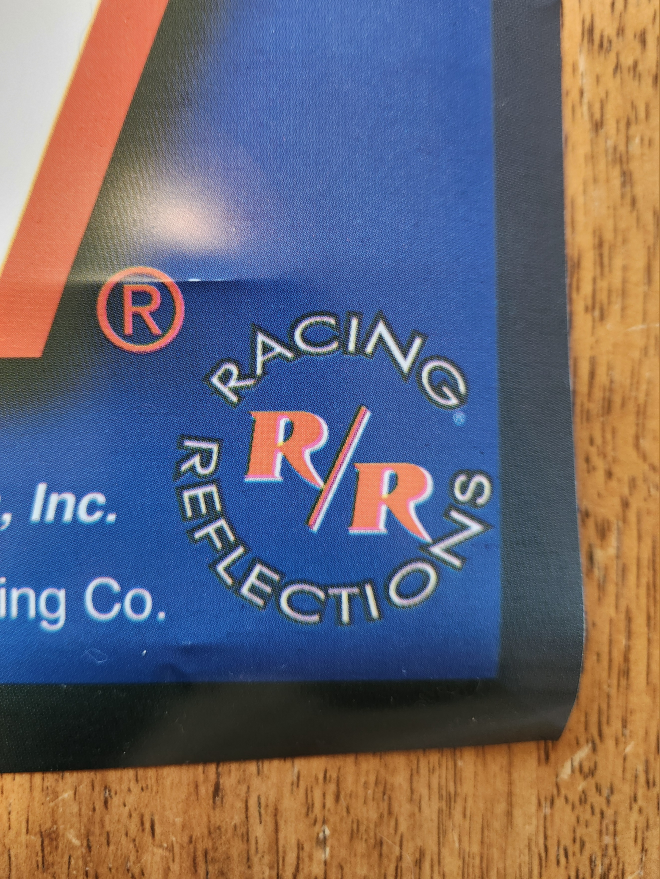 ®
RACING
R/R
REFLECTIONS
, Inc.
ing Co.